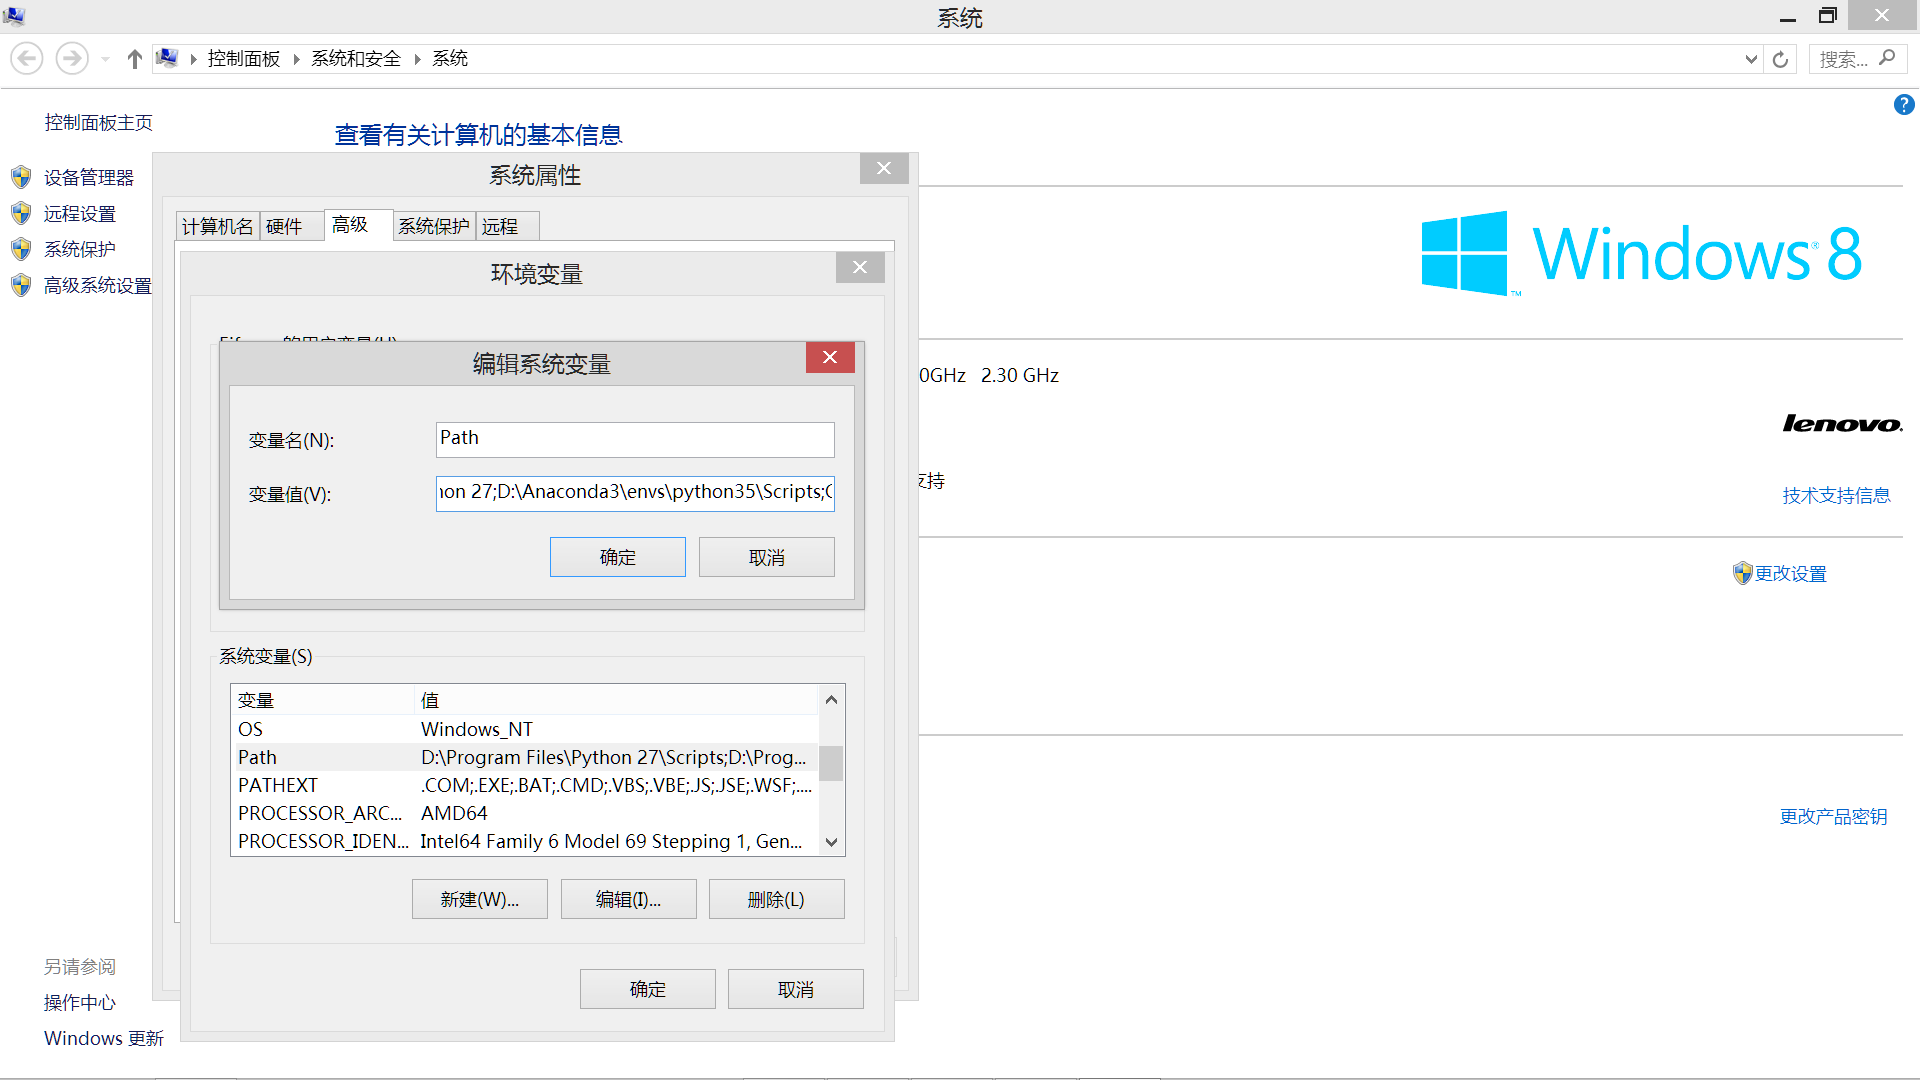 系统
控制面板 系统和安全 系统
搜索...
控制面板主页
查看有关计算机的基本信息
设备管理器
远程设置
系统保护
高级系统设置
系统属性
计算机名 硬件 高级 系统保护 远程
环境变量
编辑系统变量
变量名(N):
Path
变量值(V):
on 27;D:\Anaconda3\envs\python35\Scripts;
确定 取消
系统变量(S)
变量 值
OS Windows_NT
Path D:\Program Files\Python 27\Scripts;D:\Prog...
PATHEXT .COM;.EXE;.BAT;.CMD;.VBS;.VBE;.JS;.JSE;.WSF;....
PROCESSOR_ARC... AMD64
PROCESSOR_IDEN... Intel64 Family 6 Model 69 Stepping 1, Gen...
新建(W)... 编辑(I)... 删除(L)
确定 取消
Windows® 8
™
0GHz 2.30 GHz
lenovo.
支持
技术支持信息
更改设置
更改产品密钥
另请参阅
操作中心
Windows 更新